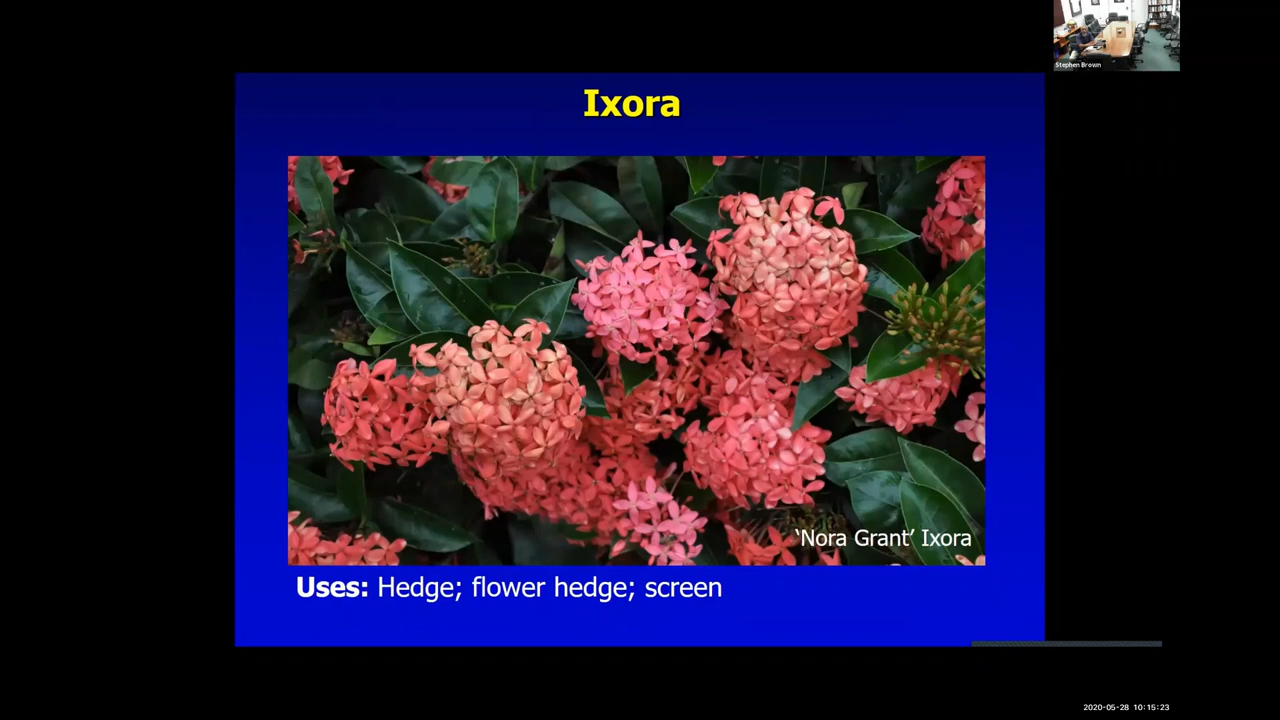 Stephen Brown
Ixora
‘Nora Grant’ Ixora
Uses: Hedge; flower hedge; screen
2020-05-28 10:15:23